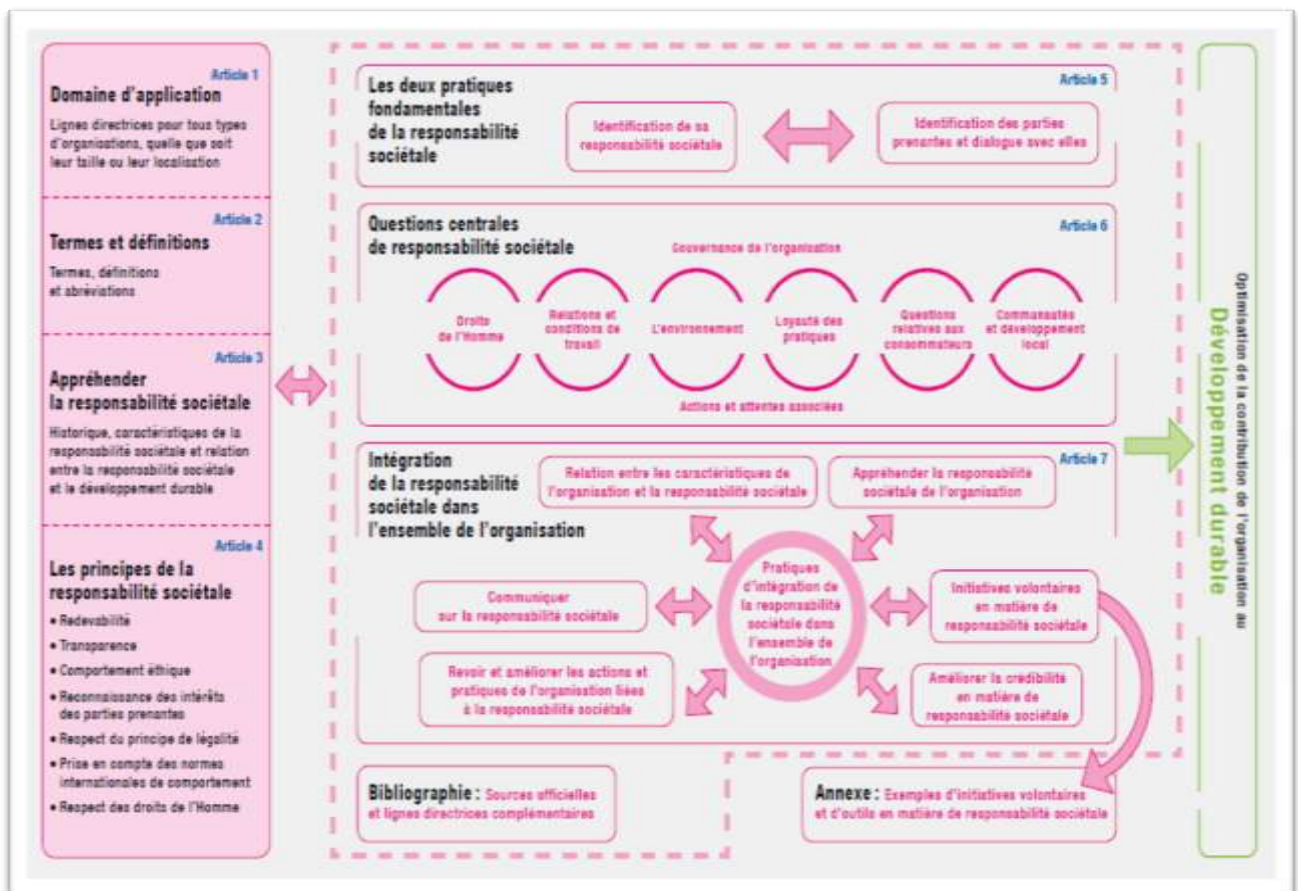 Article 1
Domaine d'application
Lignes directrices pour tous types
d'organisations, quelle que soit
leur taille ou leur localisation
Article 2
Termes et définitions
Termes, définitions
et abréviations
Article 3
Appréhender
la responsabilité sociétale
Historique, caractéristiques de la
responsabilité sociétale et relation
entre la responsabilité sociétale
et le développement durable
Article 4
Les principes de la
responsabilité sociétale
• Redevabilité
• Transparence
• Comportement éthique
• Reconnaissance des intérêts
des parties prenantes
• Respect du principe de légalité
• Prise en compte des normes
internationales de comportement
• Respect des droits de l'Homme
Les deux pratiques
fondamentales
de la responsabilité
sociétale
Article 5
Identification de sa
responsabilité sociétale
Identification des parties
prenantes et dialogue avec elles
Questions centrales
de responsabilité sociétale
Article 6
Gouvernance de l'organisation
Droits
de l'Homme
Relations et
conditions de
travail
L'environnement
Loyauté des
pratiques
Questions
relatives aux
consommateurs
Communautés
et développement
local
Actions et attentes associées
Intégration
de la responsabilité
sociétale dans
l'ensemble de l'organisation
Article 7
Relation entre les caractéristiques de
l'organisation et la responsabilité sociétale
Appréhender la responsabilité
sociétale de l'organisation
Pratiques
d'intégration de
la responsabilité
sociétale dans
l'ensemble de
l'organisation
Communiquer
sur la responsabilité sociétale
Initiatives volontaires
en matière de
responsabilité sociétale
Revoir et améliorer les actions et
pratiques de l'organisation liées
à la responsabilité sociétale
Améliorer la crédibilité
en matière de
responsabilité sociétale
Bibliographie : Sources officielles
et lignes directrices complémentaires
Annexe : Exemples d'initiatives volontaires
et d'outils en matière de responsabilité sociétale
Optimisation de la contribution de l'organisation au
Développement durable